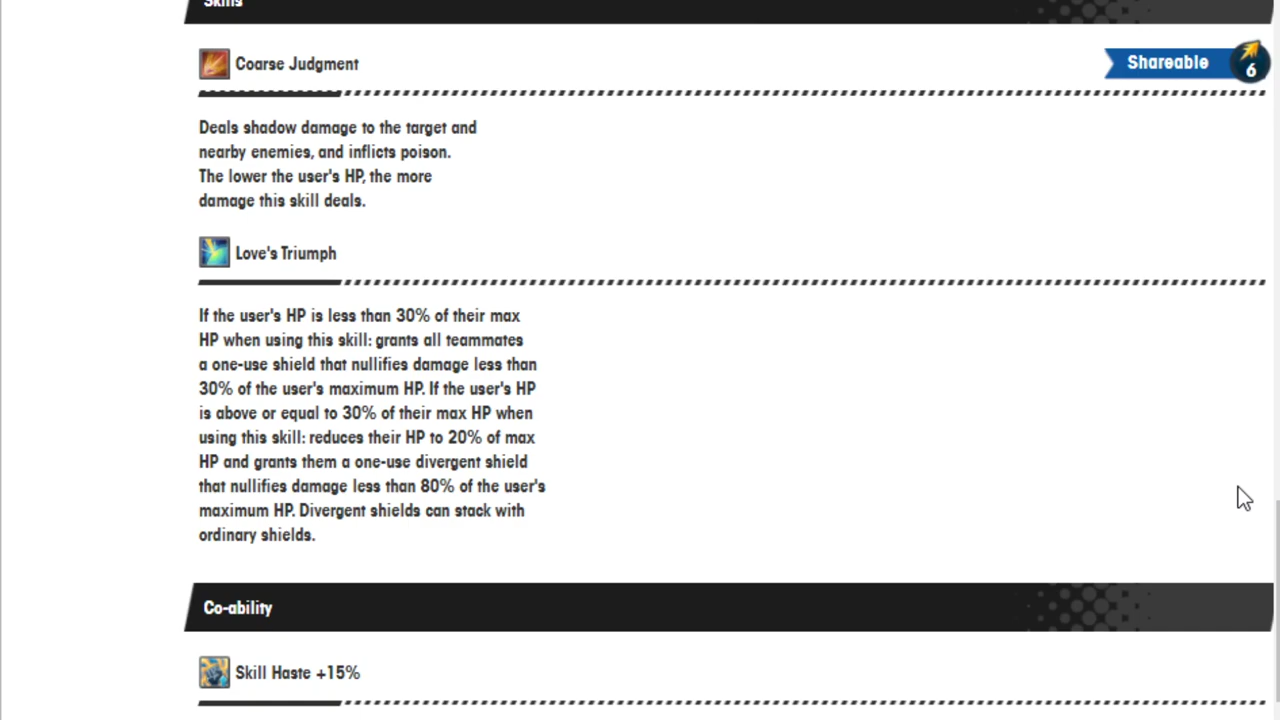 Skills
Coarse Judgment
Shareable
6
Deals shadow damage to the target and
nearby enemies, and inflicts poison.
The lower the user's HP, the more
damage this skill deals.
Love's Triumph
If the user's HP is less than 30% of their max
HP when using this skill: grants all teammates
a one-use shield that nullifies damage less than
30% of the user's maximum HP. If the user's HP
is above or equal to 30% of their max HP when
using this skill: reduces their HP to 20% of max
HP and grants them a one-use divergent shield
that nullifies damage less than 80% of the user's
maximum HP. Divergent shields can stack with
ordinary shields.
Co-ability
Skill Haste +15%